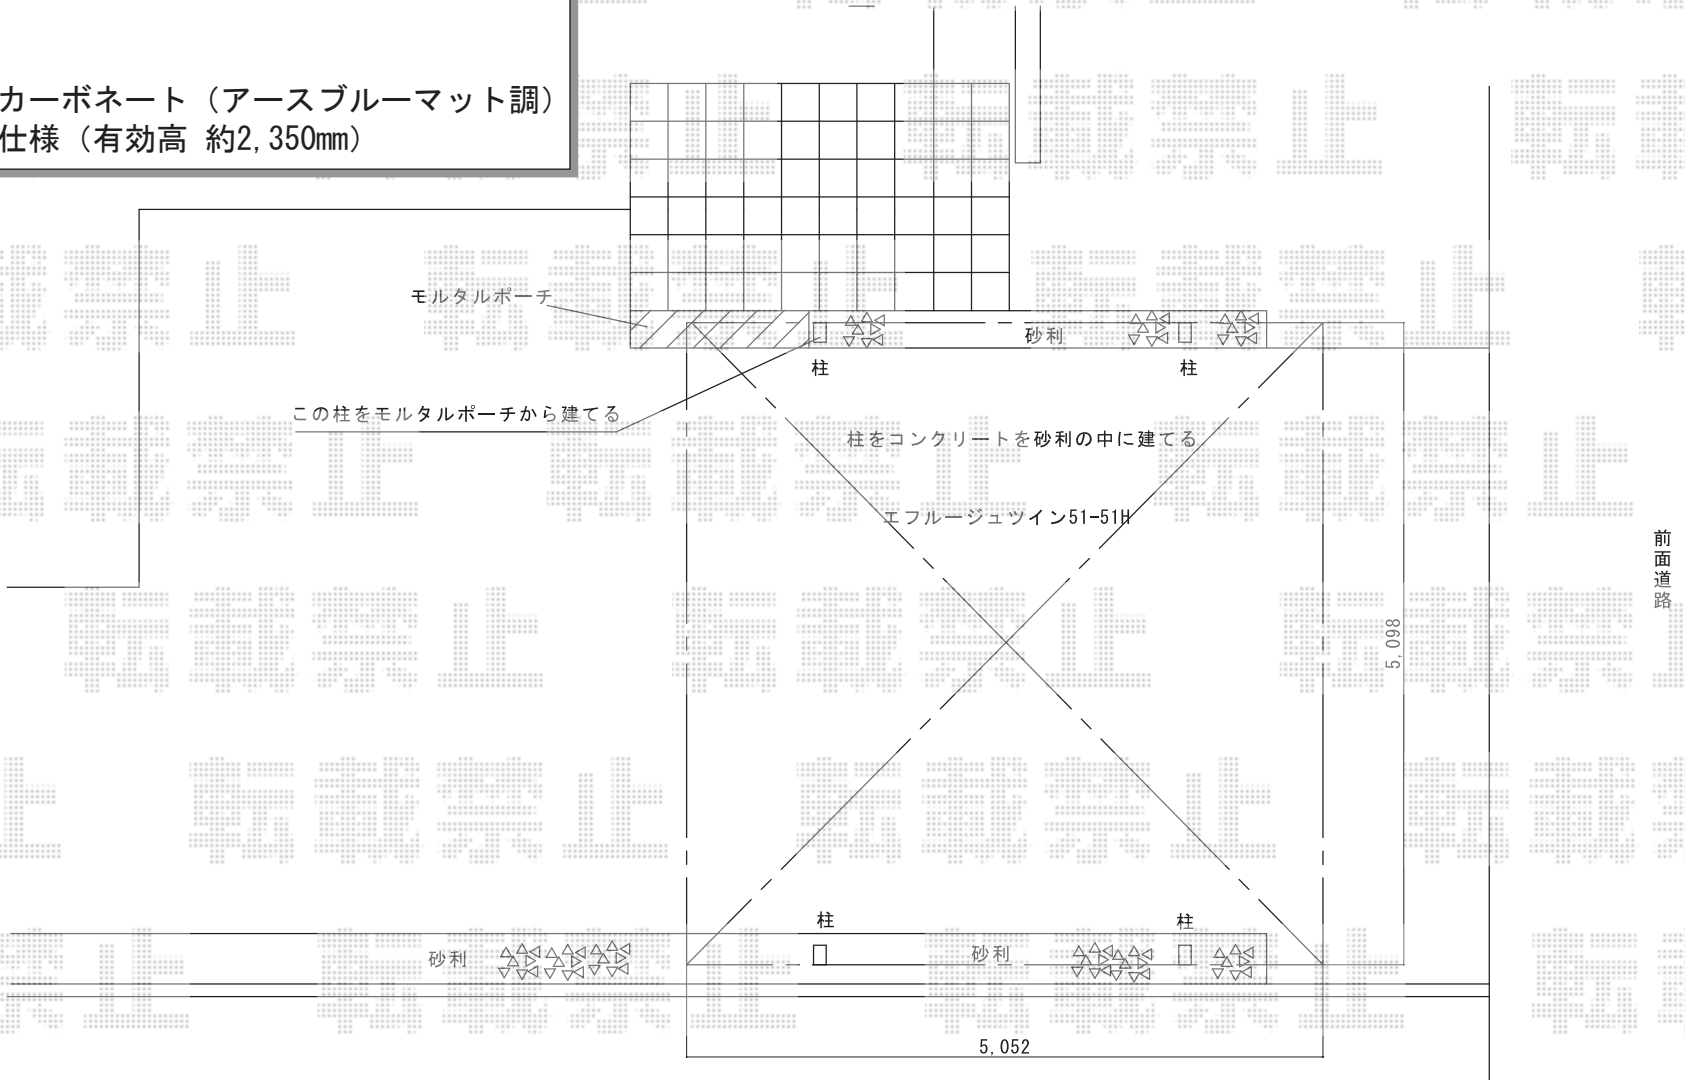 カーボネート（アースブルーマット調）
仕様（有効高 約2,350mm）
モルタルポーチ
砂利
柱
柱
この柱をモルタルポーチから建てる
柱をコンクリートを砂利の中に建てる
エフルージュツイン51-51H
前面道路
5,098
柱
柱
砂利
砂利
5,052
転載禁止